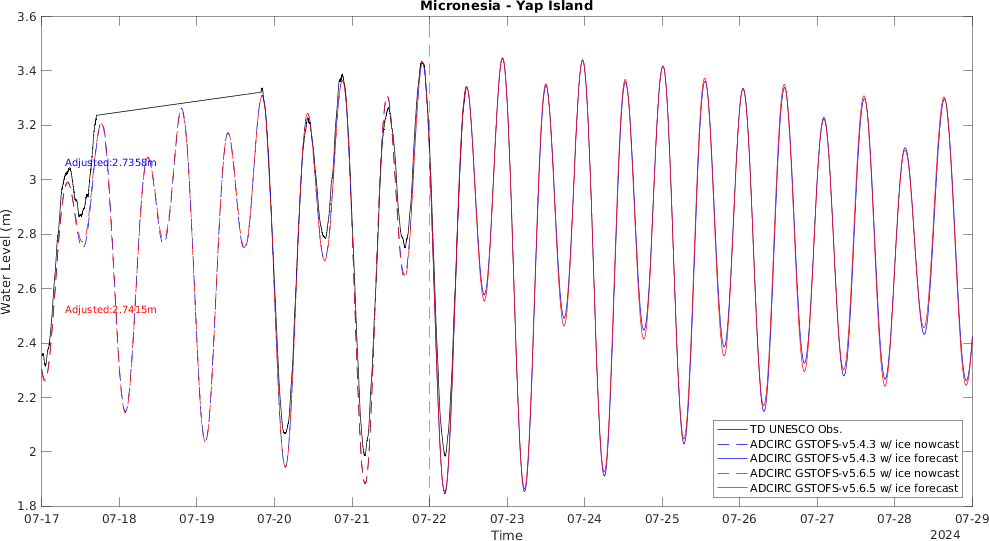 Micronesia - Yap Island
3.6
3.4
3.2
3
2.8
2.6
2.4
2.2
2
1.8
Water Level (m)
Adjusted:2.7358m
Adjusted:2.7415m
TD UNESCO Obs.
ADCIRC GSTOFS-v5.4.3 w/ ice nowcast
ADCIRC GSTOFS-v5.4.3 w/ ice forecast
ADCIRC GSTOFS-v5.6.5 w/ ice nowcast
ADCIRC GSTOFS-v5.6.5 w/ ice forecast
07-17 07-18 07-19 07-20 07-21 07-22 07-23 07-24 07-25 07-26 07-27 07-28 07-29
Time
2024